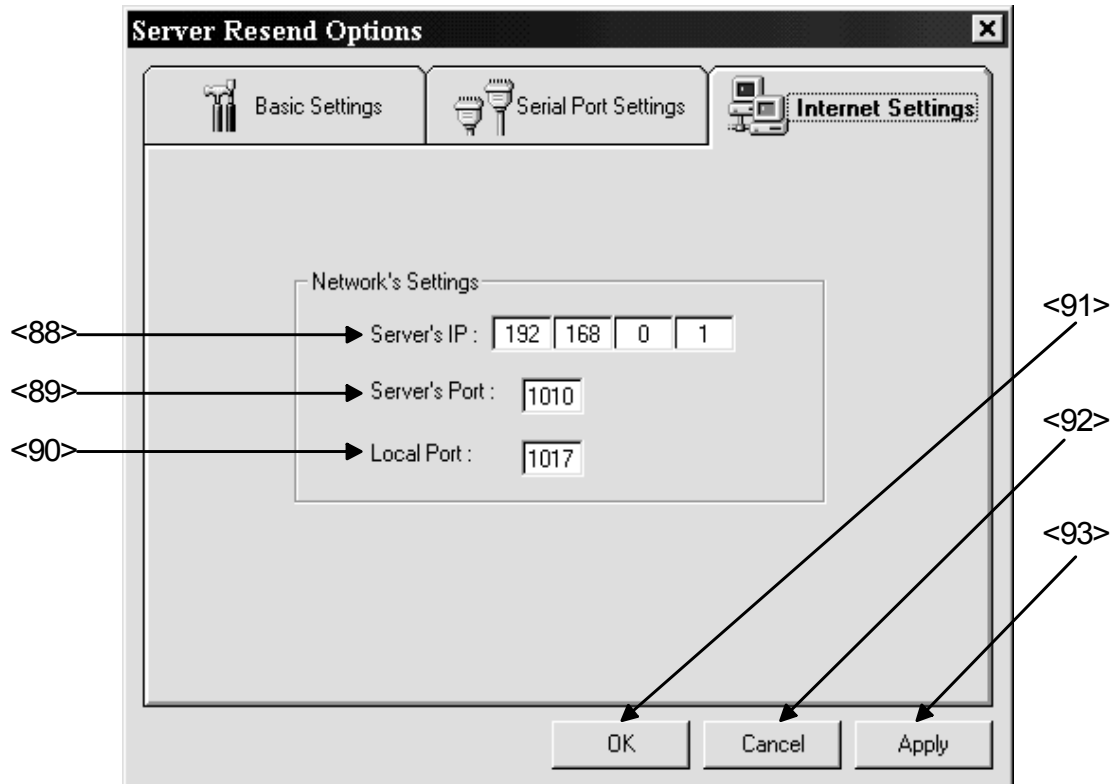 Server Resend Options
Basic Settings
Serial Port Settings
Internet Settings
Network's Settings
<88>
Server's IP : 192 168 0 1
<89>
Server's Port : 1010
<90>
Local Port : 1017
<91>
<92>
<93>
OK
Cancel
Apply